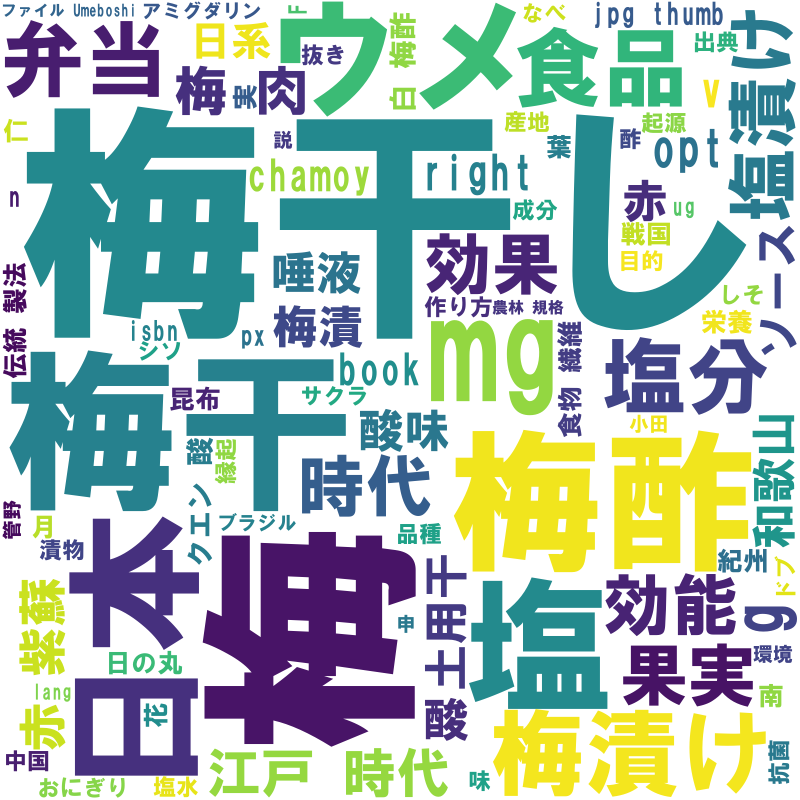 ファイル Umeboshi アミグダリン F なべ jpg thumb
弁当 日系 抜き ウメ 白 梅酢 食品 出典 塩漬け
梅 実 肉 産地 V 起源
仁 梅干し 説 chamoy right 葉 酢 opt
n 成分 赤 ug
戦国
唾液 効果 目的 ソース
伝統 製法 isbn px 梅漬 作り方 農林 規格 しそ
シソ mg 栄養
梅干 book 食物 繊維 塩分
昆布 サクラ
酸味 小田
クエン 酸 縁起 時代 梅酢 和歌山
管野 月 ブラジル
漬物 品種 紀州
日本 梅 土用干 塩 効能 g ドブ
赤 紫蘇 申 環境
日の丸 果実
lang 花 酸 南
中国 梅漬け
おにぎり 塩水 江戸 時代 味 抗菌